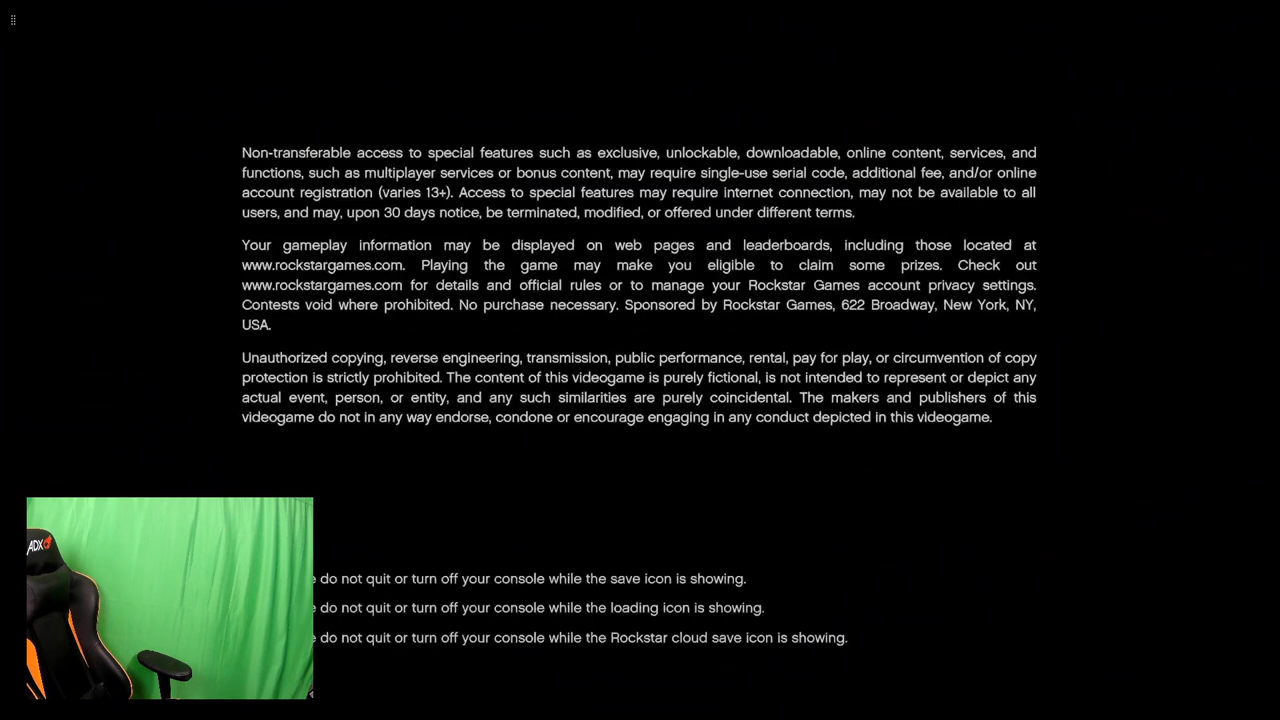 Non-transferable access to special features such as exclusive, unlockable, downloadable, online content, services, and
functions, such as multiplayer services or bonus content, may require single-use serial code, additional fee, and/or online
account registration (varies 13+). Access to special features may require internet connection, may not be available to all
users, and may, upon 30 days notice, be terminated, modified, or offered under different terms.
Your gameplay information may be displayed on web pages and leaderboards, including those located at
www.rockstargames.com. Playing the game may make you eligible to claim some prizes. Check out
www.rockstargames.com for details and official rules or to manage your Rockstar Games account privacy settings.
Contests void where prohibited. No purchase necessary. Sponsored by Rockstar Games, 622 Broadway, New York, NY,
USA.
Unauthorized copying, reverse engineering, transmission, public performance, rental, pay for play, or circumvention of copy
protection is strictly prohibited. The content of this videogame is purely fictional, is not intended to represent or depict any
actual event, person, or entity, and any such similarities are purely coincidental. The makers and publishers of this
videogame do not in any way endorse, condone or encourage engaging in any conduct depicted in this videogame.
ADX
do not quit or turn off your console while the save icon is showing.
do not quit or turn off your console while the loading icon is showing.
do not quit or turn off your console while the Rockstar cloud save icon is showing.